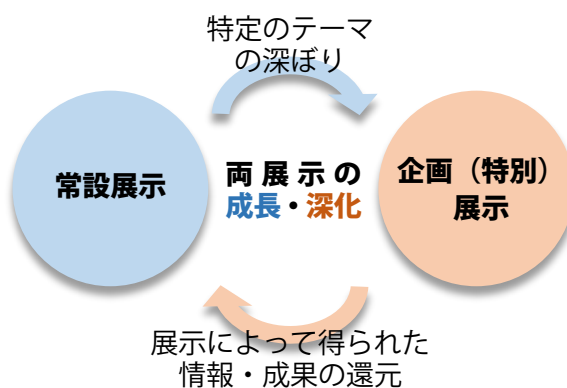 特定のテーマ
の深ぼり
常設展示
両展示の
成長・深化
企画（特別）
展示
展示によって得られた
情報・成果の還元